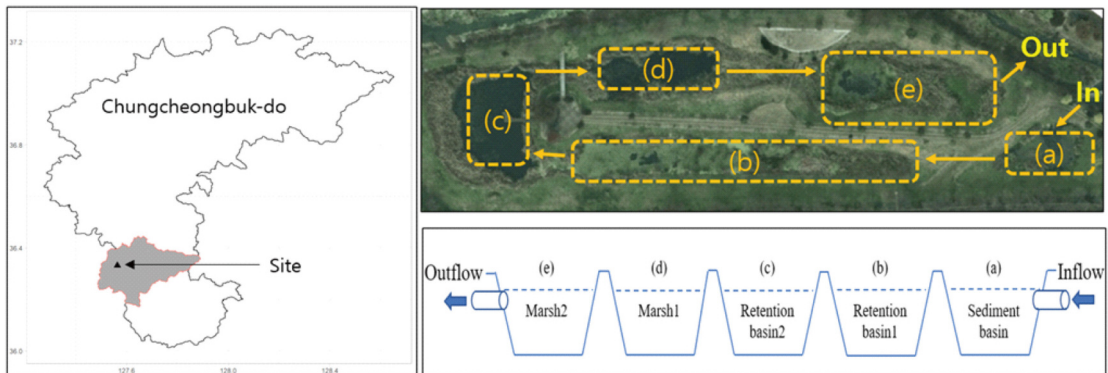 37.2
36.8
36.4
36.0
127.6
128.0
128.4
Chungcheongbuk-do
Site
(a)
(b)
(c)
(d)
(e)
In
Out
(e)
(d)
(c)
(b)
(a)
Outflow
Inflow
Marsh2
Marsh1
Retention
basin2
Retention
basin1
Sediment
basin